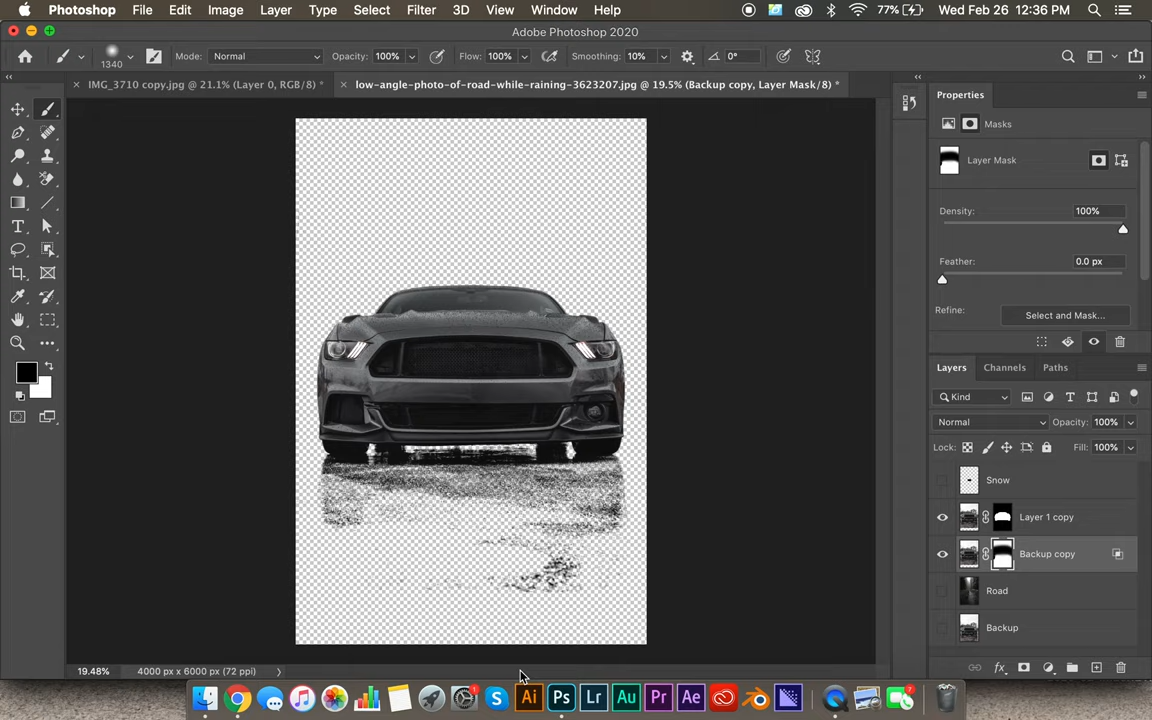 Photoshop File Edit Image Layer Type Select Filter 3D View Window Help 77% Wed Feb 26 12:36 PM
Adobe Photoshop 2020
1340 Mode: Normal Opacity: 100% Flow: 100% Smoothing: 10% 0°
IMG_3710 copy.jpg @ 21.1% (Layer 0, RGB/8) * low-angle-photo-of-road-while-raining-3623207.jpg @ 19.5% (Backup copy, Layer Mask/8) *
Properties
Masks
Layer Mask
Density: 100%
Feather: 0.0 px
Refine: Select and Mask...
Layers Channels Paths
Kind
Normal Opacity: 100%
Lock: Fill: 100%
Snow
Layer 1 copy
Backup copy
Road
Backup
19.48% 4000 px x 6000 px (72 ppi)
Ai Ps Lr Au Pr Ae